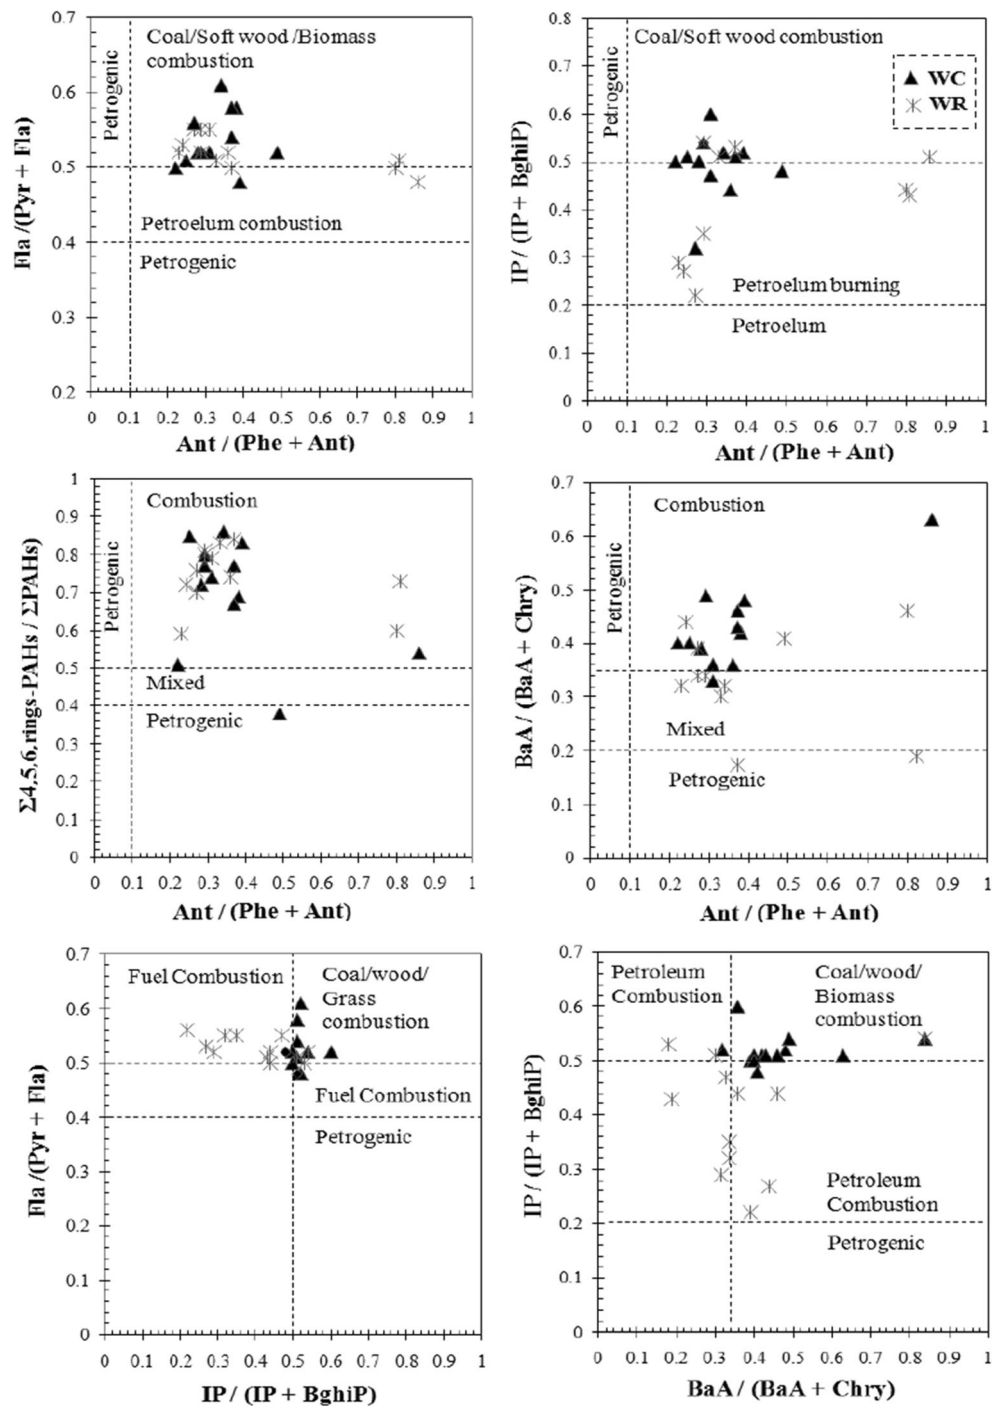 0.7
0.6
0.5
0.4
0.3
0.2
Fla /(Pyr + Fla)
Petrogenic
Coal/Soft wood /Biomass
combustion
Petroelum combustion
Petrogenic
0 0.1 0.2 0.3 0.4 0.5 0.6 0.7 0.8 0.9 1
Ant / (Phe + Ant)
0.8
0.7
0.6
0.5
0.4
0.3
0.2
0.1
0
IP / (IP + BghiP)
Petrogenic
Coal/Soft wood combustion
WC
WR
Petroelum burning
Petroelum
0 0.1 0.2 0.3 0.4 0.5 0.6 0.7 0.8 0.9 1
Ant / (Phe + Ant)
1
0.9
0.8
0.7
0.6
0.5
0.4
0.3
0.2
0.1
0
Σ4,5,6,rings-PAHs / ΣPAHs)
Petrogenic
Combustion
Mixed
Petrogenic
0 0.1 0.2 0.3 0.4 0.5 0.6 0.7 0.8 0.9 1
Ant / (Phe + Ant)
0.7
0.6
0.5
0.4
0.3
0.2
0.1
0
BaA / (BaA + Chry)
Petrogenic
Combustion
Mixed
Petrogenic
0 0.1 0.2 0.3 0.4 0.5 0.6 0.7 0.8 0.9 1
Ant / (Phe + Ant)
0.7
0.6
0.5
0.4
0.3
0.2
0.1
0
Fla /(Pyr + Fla)
Fuel Combustion
Coal/wood/
Grass
combustion
Fuel Combustion
Petrogenic
0 0.1 0.2 0.3 0.4 0.5 0.6 0.7 0.8 0.9 1
IP / (IP + BghiP)
0.7
0.6
0.5
0.4
0.3
0.2
0.1
0
IP / (IP + BghiP)
Petroleum
Combustion
Coal/wood/
Biomass
combustion
Petroleum
Combustion
Petrogenic
0 0.1 0.2 0.3 0.4 0.5 0.6 0.7 0.8 0.9 1
BaA / (BaA + Chry)